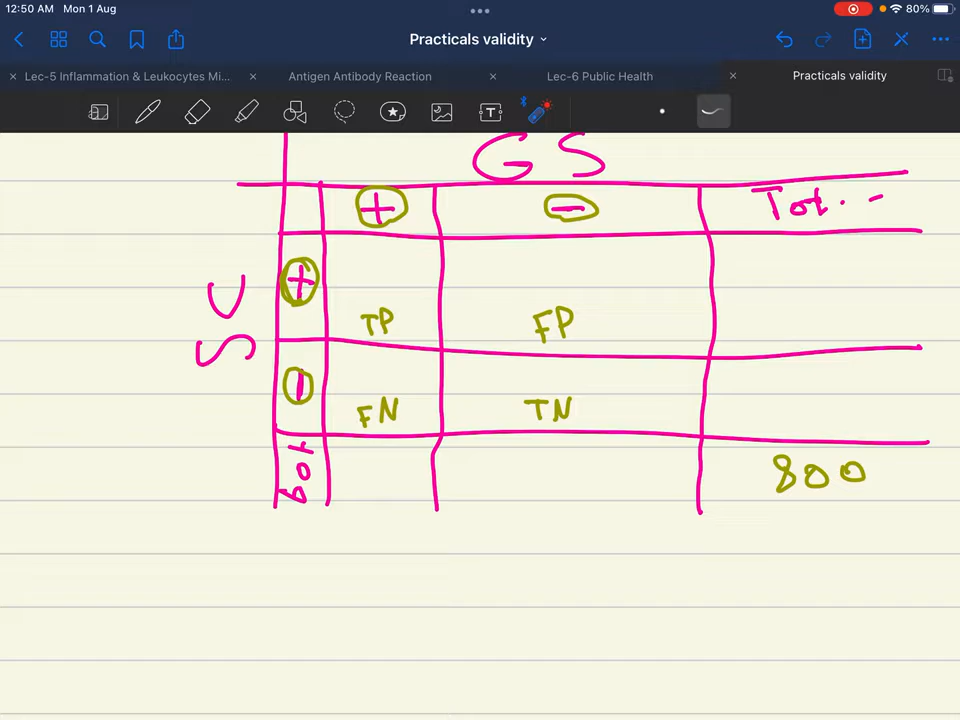 12:50 AM Mon 1 Aug 80%
Practicals validity
Lec-5 Inflammation & Leukocytes Mi... Antigen Antibody Reaction Lec-6 Public Health Practicals validity
GS
+ - Tot.
SC
+ TP FP
- FN TN
tot 800